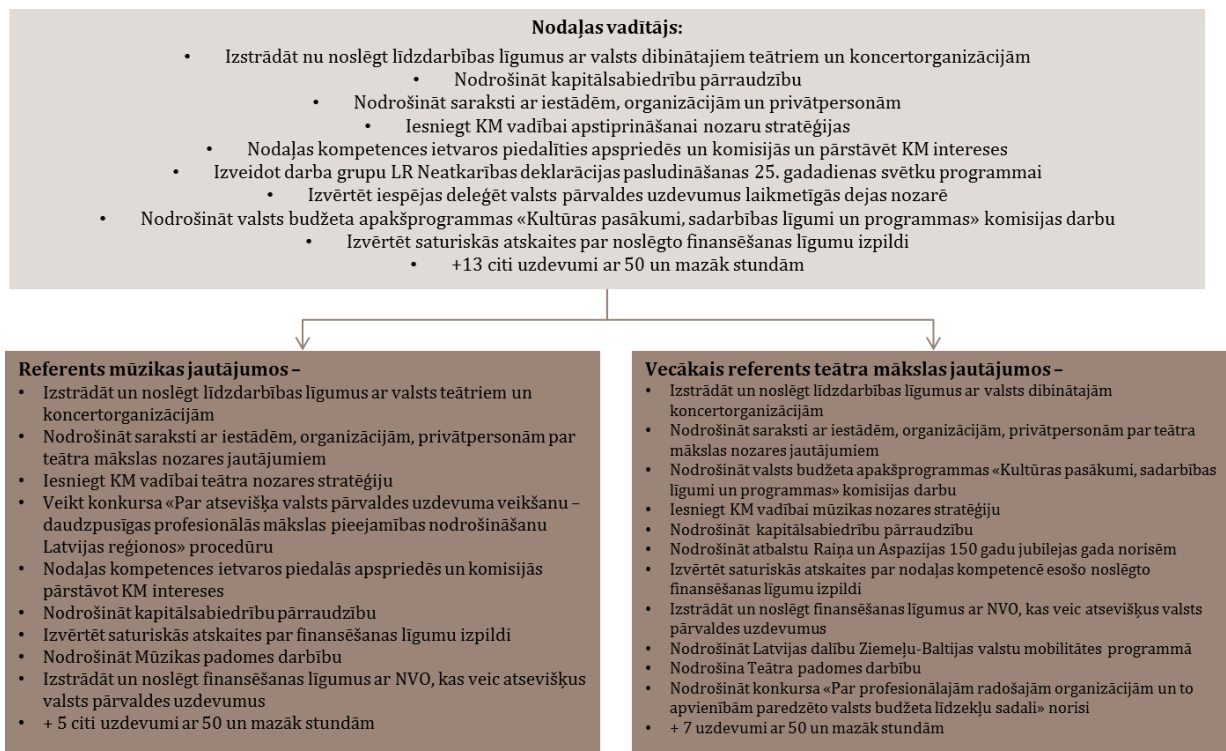 Nodaļas vadītājs:
• Izstrādāt nu noslēgt līdzdarbības līgumus ar valsts dibinātajiem teātriem un koncertorganizācijām
• Nodrošināt kapitālsabiedrību pārraudzību
• Nodrošināt saraksti ar iestādēm, organizācijām un privātpersonām
• Iesniegt KM vadībai apstiprināšanai nozaru stratēģijas
• Nodaļas kompetences ietvaros piedalīties apspriedēs un komisijās un pārstāvēt KM intereses
• Izveidot darba grupu LR Neatkarības deklarācijas pasludināšanas 25. gadadienas svētku programmai
• Izvērtēt iespējas deleģēt valsts pārvaldes uzdevumus laikmetīgās dejas nozarē
• Nodrošināt valsts budžeta apakšprogrammas «Kultūras pasākumi, sadarbības līgumi un programmas» komisijas darbu
• Izvērtēt saturiskās atskaites par noslēgto finansēšanas līgumu izpildi
• +13 citi uzdevumi ar 50 un mazāk stundām
Referents mūzikas jautājumos –
• Izstrādāt un noslēgt līdzdarbības līgumus ar valsts teātriem un
koncertorganizācijām
• Nodrošināt saraksti ar iestādēm, organizācijām, privātpersonām par
teātra mākslas nozares jautājumiem
• Iesniegt KM vadībai teātra nozares stratēģiju
• Veikt konkursa «Par atsevišķa valsts pārvaldes uzdevuma veikšanu –
daudzpusīgas profesionālās mākslas pieejamības nodrošināšanu
Latvijas reģionos» procedūru
• Nodaļas kompetences ietvaros piedalās apspriedēs un komisijās
pārstāvot KM intereses
• Nodrošināt kapitālsabiedrību pārraudzību
• Izvērtēt saturiskās atskaites par finansēšanas līgumu izpildi
• Nodrošināt Mūzikas padomes darbību
• Izstrādāt un noslēgt finansēšanas līgumus ar NVO, kas veic atsevišķus
valsts pārvaldes uzdevumus
• + 5 citi uzdevumi ar 50 un mazāk stundām
Vecākais referents teātra mākslas jautājumos –
• Izstrādāt un noslēgt līdzdarbības līgumus ar valsts dibinātajām
koncertorganizācijām
• Nodrošināt saraksti ar iestādēm, organizācijām, privātpersonām par teātra
mākslas nozares jautājumiem
• Nodrošināt valsts budžeta apakšprogrammas «Kultūras pasākumi, sadarbības
līgumi un programmas» komisijas darbu
• Iesniegt KM vadībai mūzikas nozares stratēģiju
• Nodrošināt kapitālsabiedrību pārraudzību
• Nodrošināt atbalstu Raiņa un Aspazijas 150 gadu jubilejas gada norisēm
• Izvērtēt saturiskās atskaites par nodaļas kompetencē esošo noslēgto
finansēšanas līgumu izpildi
• Izstrādāt un noslēgt finansēšanas līgumus ar NVO, kas veic atsevišķus valsts
pārvaldes uzdevumus
• Nodrošināt Latvijas dalību Ziemeļu-Baltijas valstu mobilitātes programmā
• Nodrošina Teātra padomes darbību
• Nodrošināt konkursa «Par profesionālajām radošajām organizācijām un to
apvienībām paredzēto valsts budžeta līdzekļu sadali» norisi
• + 7 uzdevumi ar 50 un mazāk stundām